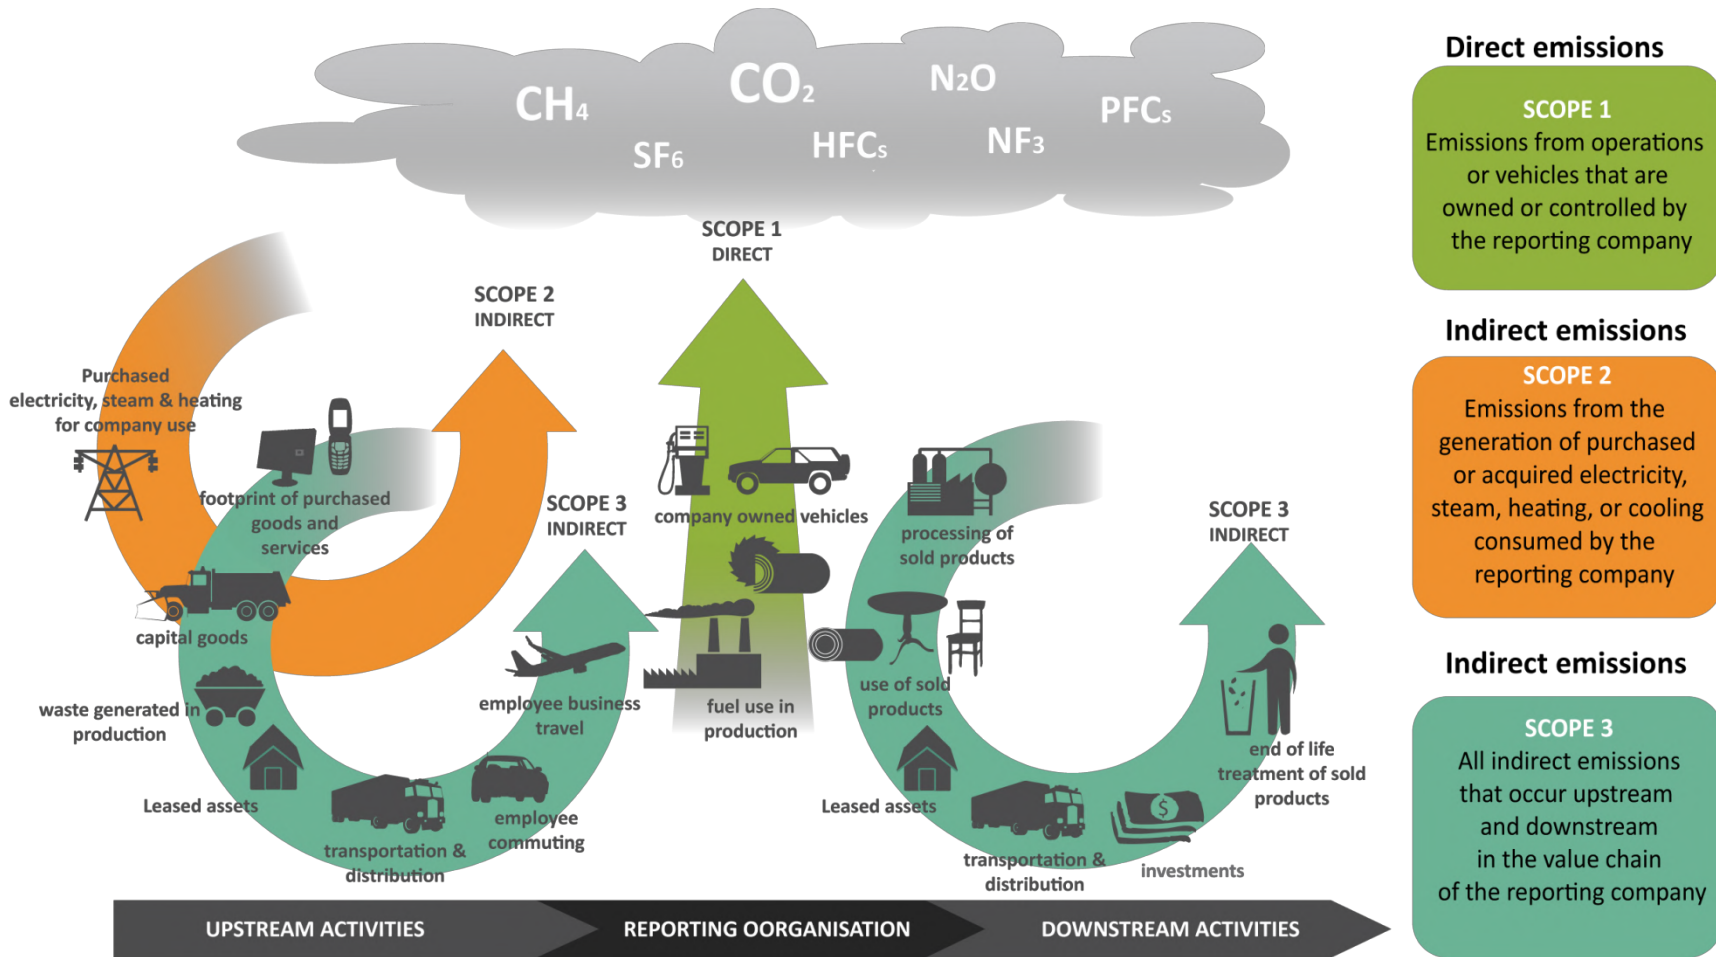 CH4
CO2
N2O
PFCs
SF6
HFCs
NF3
SCOPE 1
DIRECT
SCOPE 2
INDIRECT
Purchased
electricity, steam & heating
for company use
footprint of purchased
goods and
services
capital goods
waste generated in
production
Leased assets
transportation &
distribution
employee
commuting
employee business
travel
SCOPE 3
INDIRECT
company owned vehicles
fuel use in
production
processing of
sold products
use of sold
products
Leased assets
transportation &
distribution
$
investments
end of life
treatment of sold
products
SCOPE 3
INDIRECT
UPSTREAM ACTIVITIES
REPORTING OORGANISATION
DOWNSTREAM ACTIVITIES
Direct emissions
SCOPE 1
Emissions from operations
or vehicles that are
owned or controlled by
the reporting company
Indirect emissions
SCOPE 2
Emissions from the
generation of purchased
or acquired electricity,
steam, heating, or cooling
consumed by the
reporting company
Indirect emissions
SCOPE 3
All indirect emissions
that occur upstream
and downstream
in the value chain
of the reporting company